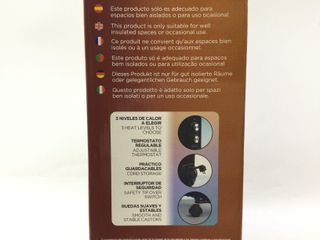 Este producto sólo es adecuado para
espacios bien aislados o para uso ocasional.
This product is only suitable for well
insulated spaces or occasional use.
Ce produit ne convient qu'aux espaces bien
isolés ou à un usage occasionnel.
Este produto só é adequado para espaços
bem isolados ou para utilização ocasional
Dieses Produkt ist nur für gut isolierte Räume
oder gelegentlichen Gebrauch geeignet.
Questo prodotto è adatto solo per spazi
ben isolati o per un uso occasionale.
3 NIVELES DE CALOR
A ELEGIR
3 HEAT LEVELS TO
CHOOSE
TERMOSTATO
REGULABLE
ADJUSTABLE
THERMOSTAT
PRÁCTICO
GUARDACABLES
CORD STORAGE
INTERRUPTOR DE
SEGURIDAD
SAFETY TIP OVER
SWITCH
RUEDAS SUAVES Y
ESTABLES
SMOOTH AND
STABLE CASTORS